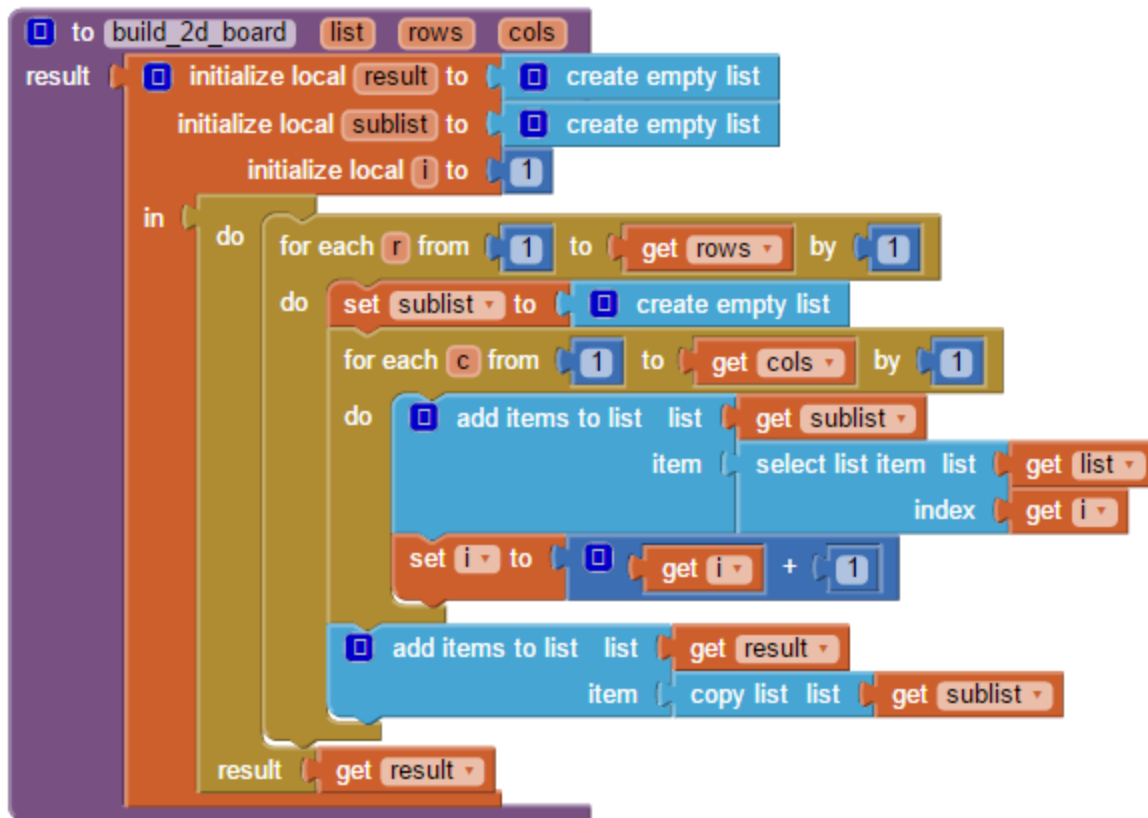 to build_2d_board list rows cols
result initialize local result to create empty list
initialize local sublist to create empty list
initialize local i to 1
in
do for each r from 1 to get rows by 1
do set sublist to create empty list
for each c from 1 to get cols by 1
do add items to list list get sublist
item select list item list get list
index get i
set i to get i + 1
add items to list list get result
item copy list list get sublist
result get result